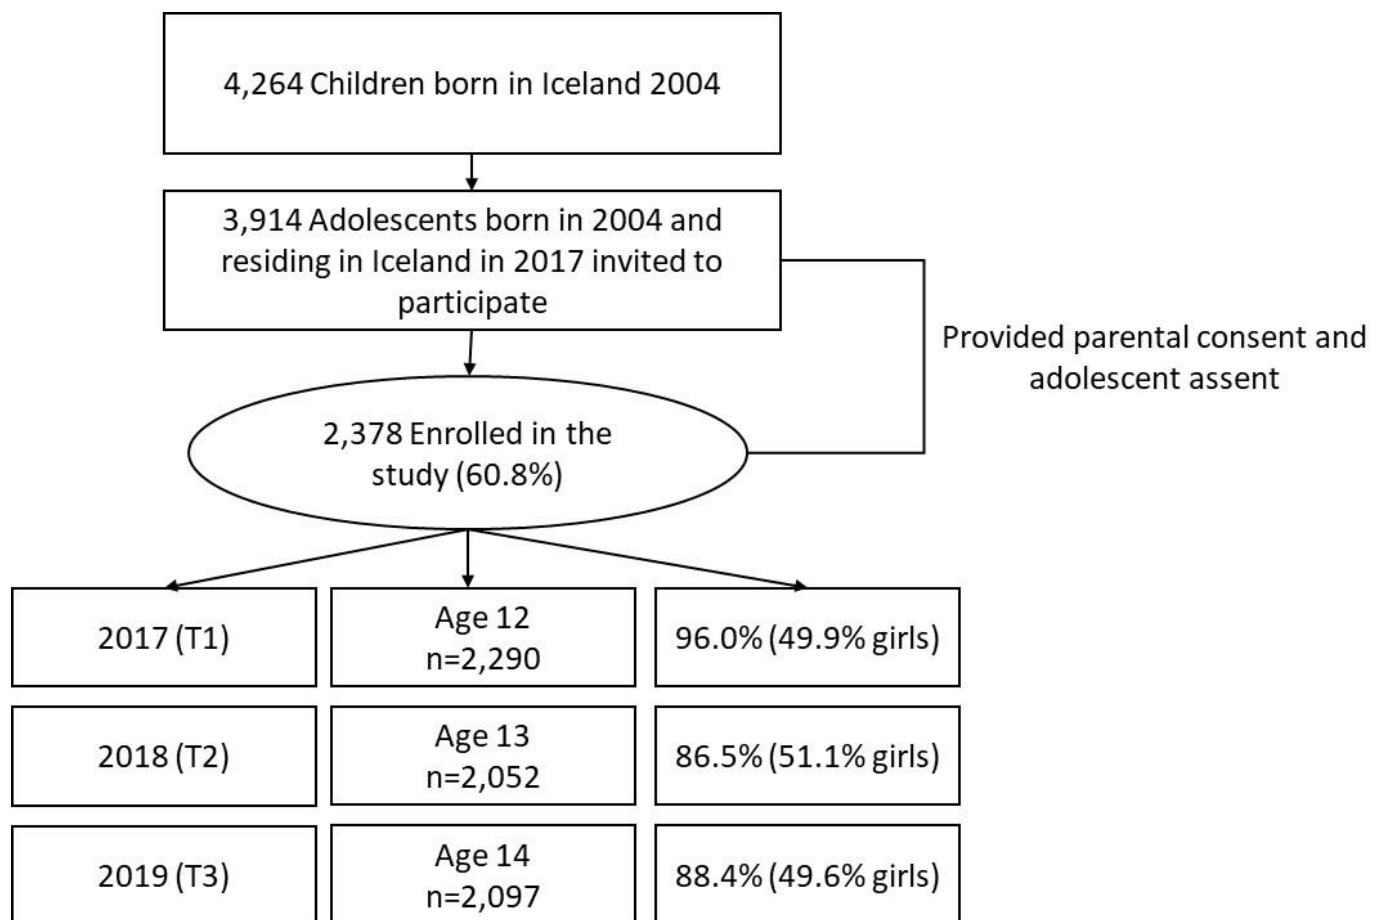 4,264 Children born in Iceland 2004
3,914 Adolescents born in 2004 and
residing in Iceland in 2017 invited to
participate
Provided parental consent and
adolescent assent
2,378 Enrolled in the
study (60.8%)
2017 (T1)
Age 12
n=2,290
96.0% (49.9% girls)
2018 (T2)
Age 13
n=2,052
86.5% (51.1% girls)
2019 (T3)
Age 14
n=2,097
88.4% (49.6% girls)